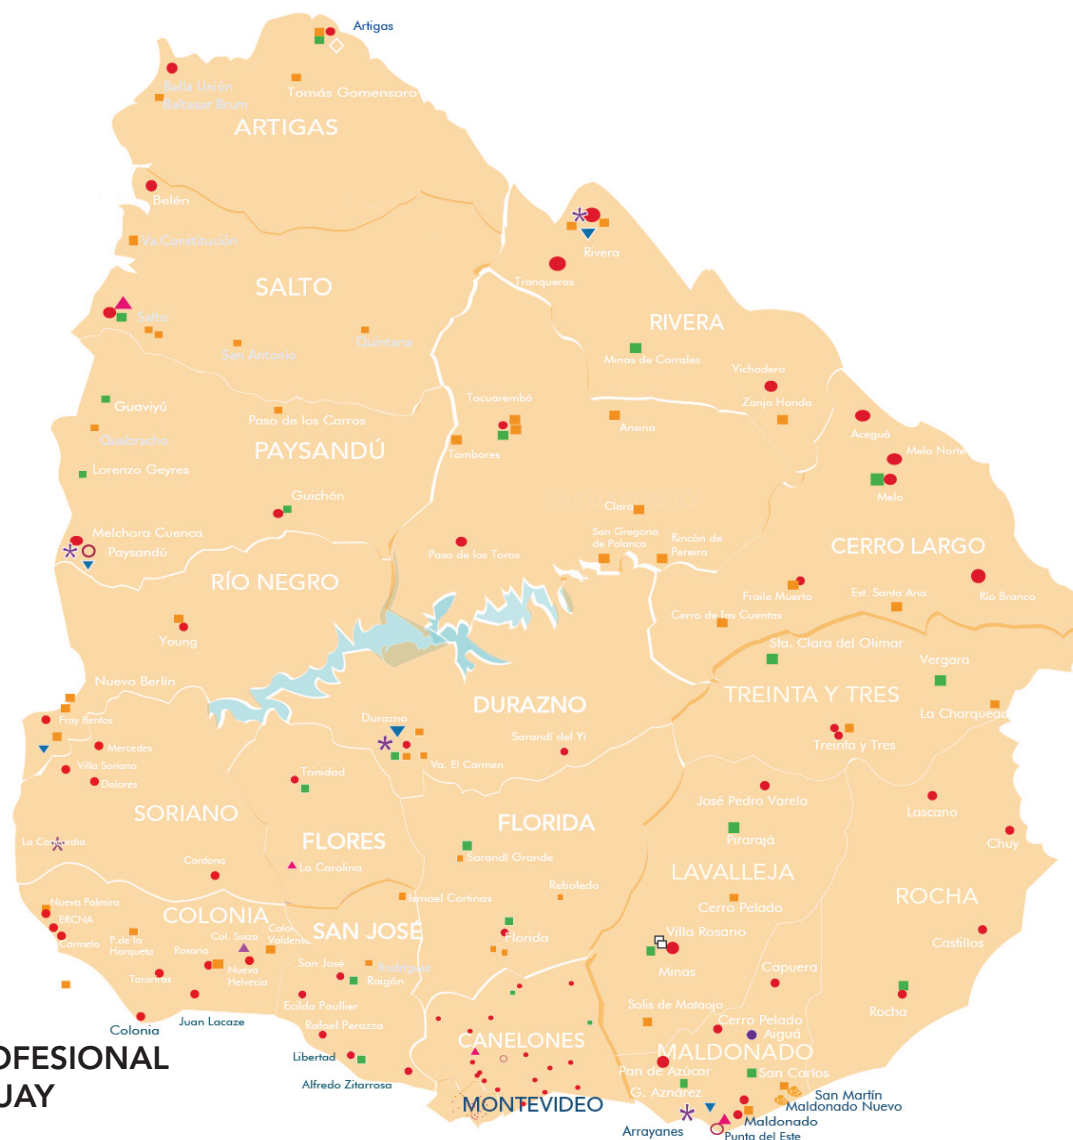 Artigas
Bella Unión
Baltasar Brum
Tomás Gomensoro
ARTIGAS
Belén
Va Constitución
Rivera
Tranqueras
SALTO
Salto
San Antonio
Quintana
RIVERA
Minas de Corrales
Vichadero
Zanja Honda
Guaviyú
Paso de los Carros
Tacuarembó
Ansina
Aceguá
Quebracho
PAYSANDÚ
Tambores
Melo Norte
Lorenzo Geyres
Melo
Guichón
TACUAREMBÓ
Clara
Melchora Cuenca
Paysandú
Paso de los Toros
San Gregorio
de Polanco
Rincón de
Pereira
CERRO LARGO
RÍO NEGRO
Fraile Muerto
Est. Santa Ana
Río Branco
Cerro de las Cuentas
Young
Sta. Clara del Olimar
Vergara
Nuevo Berlín
TREINTA Y TRES
La Charqueda
DURAZNO
Fray Bentos
Durazno
Sarandí del Yí
Treinta y Tres
Mercedes
Villa Soriano
Dolores
Va. El Carmen
Trinidad
José Pedro Varela
Lascano
SORIANO
FLORES
FLORIDA
Pirarajá
Chuy
La Concordia
La Carolina
Sarandí Grande
LAVALLEJA
Cardona
Reboledo
ROCHA
Ismael Cortinas
Cerro Pelado
Nueva Palmira
ERCNA
Carmelo
COLONIA
Col. Suiza
Colon.
Valdense
P.de la
Horqueta
Rosario
Nueva
Helvecia
Tarariras
SAN JOSÉ
San José
Rodríguez
Raigón
Florida
Villa Rosario
Minas
Castillos
Capuera
Ecilda Paullier
Solís de Mataojo
Rocha
Juan Lacaze
Colonia
Rafael Perazza
Cerro Pelado
Aiguá
CANELONES
MALDONADO
Libertad
Pan de Azúcar
San Carlos
Alfredo Zitarrosa
G. Aznárez
OFESIONAL
UAY
MONTEVIDEO
San Martín
Maldonado Nuevo
Maldonado
Arrayanes
Punta del Este